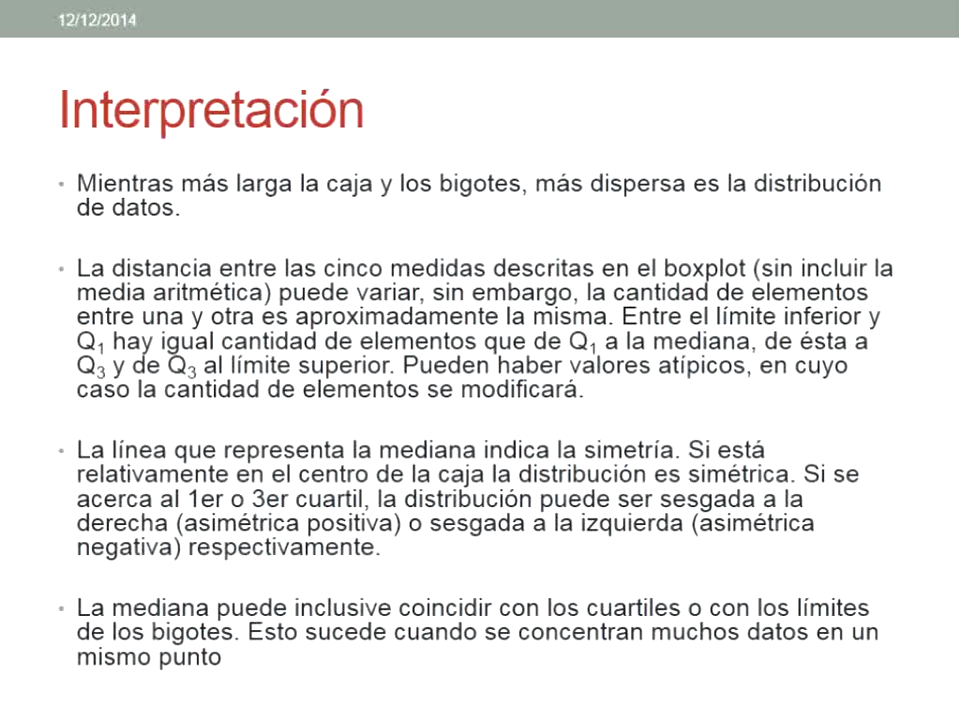 12/12/2014
Interpretación
• Mientras más larga la caja y los bigotes, más dispersa es la distribución
de datos.
• La distancia entre las cinco medidas descritas en el boxplot (sin incluir la
media aritmética) puede variar, sin embargo, la cantidad de elementos
entre una y otra es aproximadamente la misma. Entre el límite inferior y
Q₁ hay igual cantidad de elementos que de Q₁ a la mediana, de ésta a
Q₃ y de Q₃ al límite superior. Pueden haber valores atípicos, en cuyo
caso la cantidad de elementos se modificará.
• La línea que representa la mediana indica la simetría. Si está
relativamente en el centro de la caja la distribución es simétrica. Si se
acerca al 1er o 3er cuartil, la distribución puede ser sesgada a la
derecha (asimétrica positiva) o sesgada a la izquierda (asimétrica
negativa) respectivamente.
• La mediana puede inclusive coincidir con los cuartiles o con los límites
de los bigotes. Esto sucede cuando se concentran muchos datos en un
mismo punto